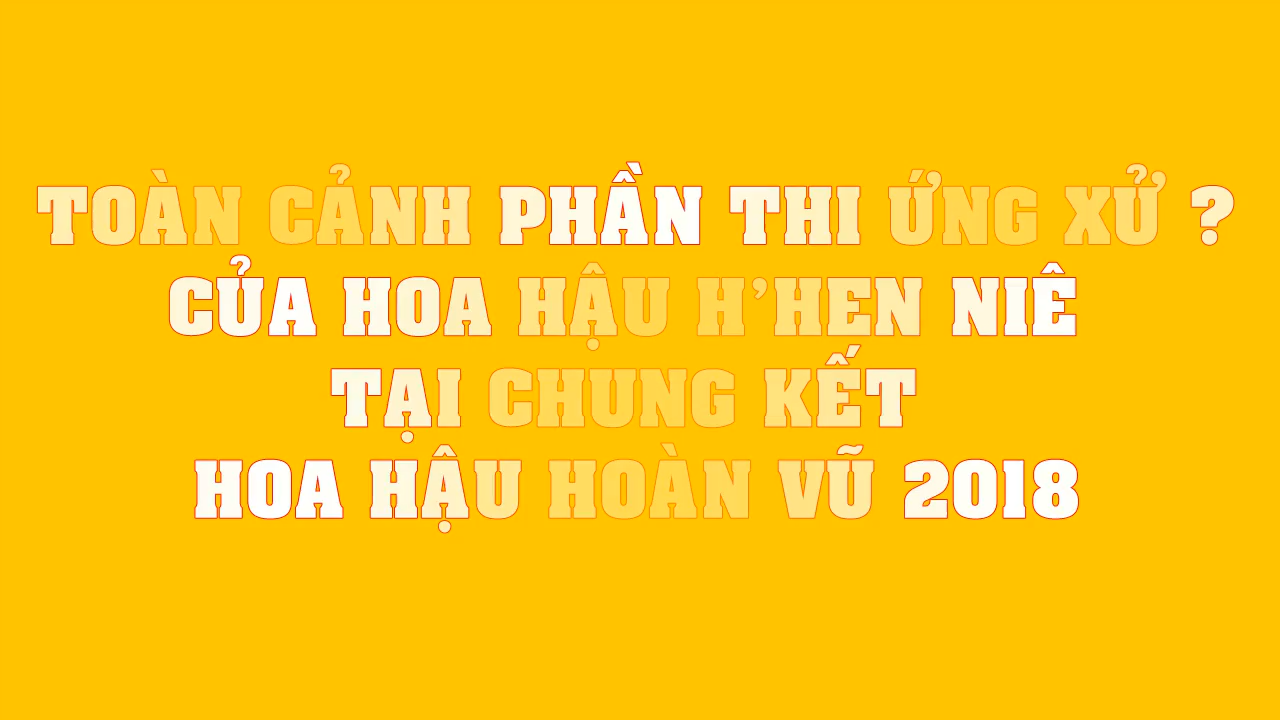 TOÀN CẢNH PHẦN THI ỨNG XỬ ?
CỦA HOA HẬU H’HEN NIÊ
TẠI CHUNG KẾT
HOA HẬU HOÀN VŨ 2018